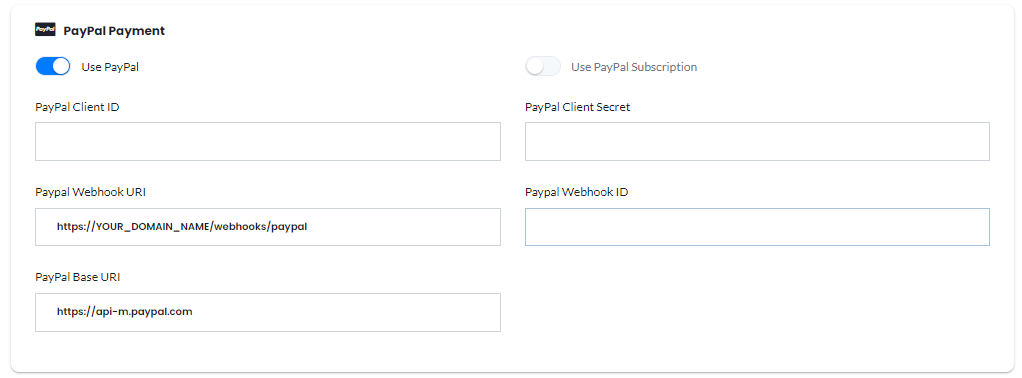 PayPal PayPal Payment
Use PayPal Use PayPal Subscription
PayPal Client ID PayPal Client Secret
Paypal Webhook URI Paypal Webhook ID
https://YOUR_DOMAIN_NAME/webhooks/paypal
PayPal Base URI
https://api-m.paypal.com